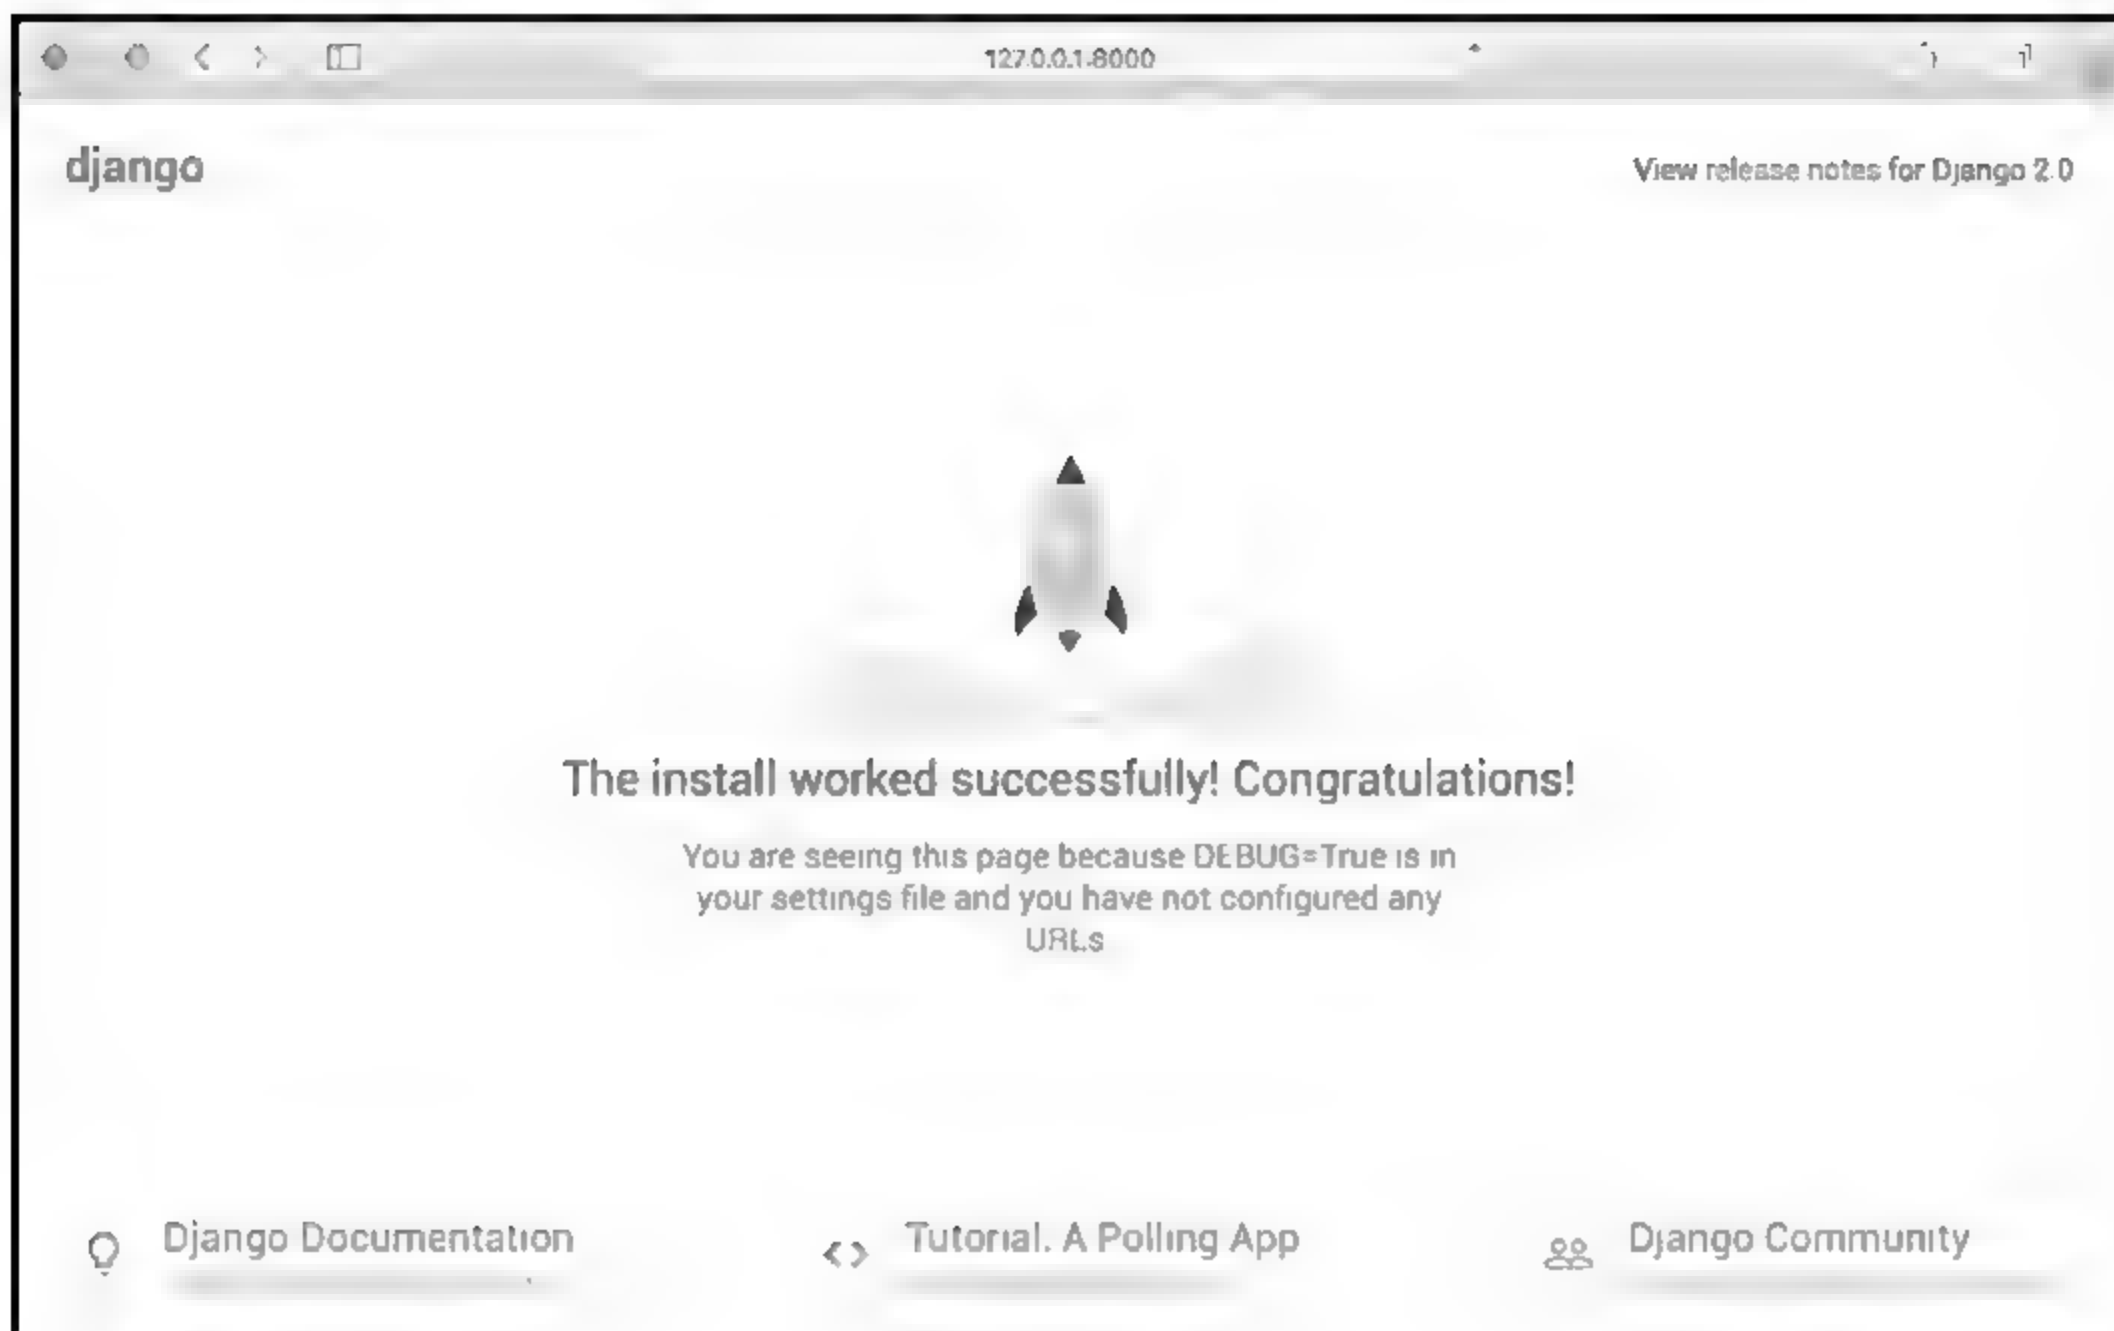 127.0.0.1:8000
django
View release notes for Django 2.0
The install worked successfully! Congratulations!
You are seeing this page because DEBUG=True is in
your settings file and you have not configured any
URLs
Django Documentation
Tutorial: A Polling App
Django Community